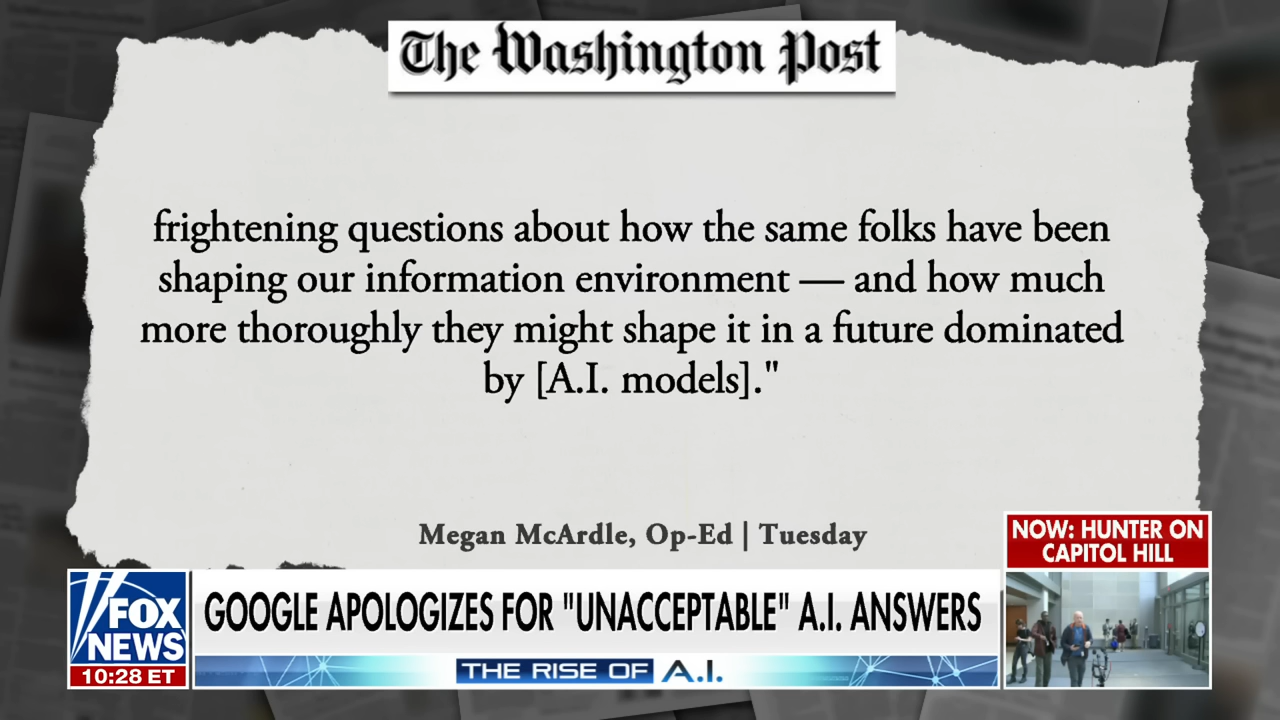 The Washington Post
frightening questions about how the same folks have been
shaping our information environment — and how much
more thoroughly they might shape it in a future dominated
by [A.I. models]."
Megan McArdle, Op-Ed | Tuesday
NOW: HUNTER ON
CAPITOL HILL
FOX
NEWS
10:28 ET
GOOGLE APOLOGIZES FOR "UNACCEPTABLE" A.I. ANSWERS
THE RISE OF A.I.